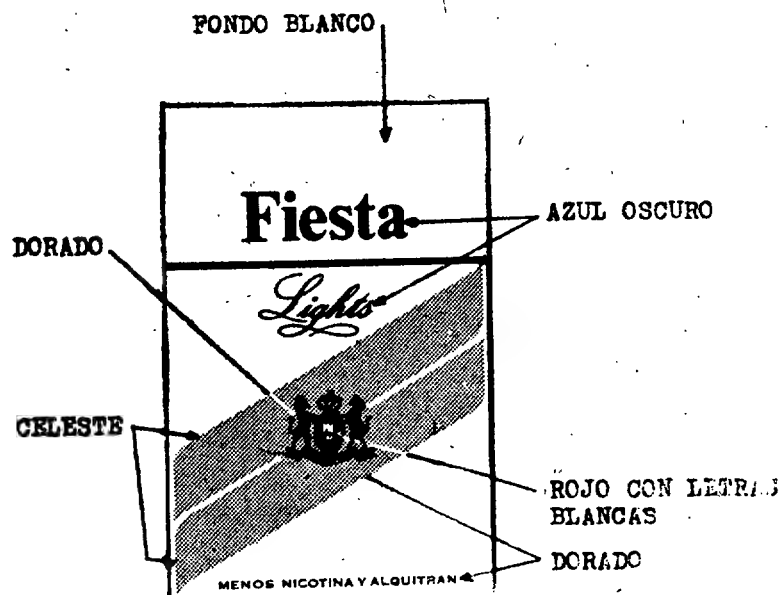 FONDO BLANCO
Fiesta
AZUL OSCURO
DORADO
Lights
CELESTE
ROJO CON LETRAS
BLANCAS
DORADO
MENOS NICOTINA Y ALQUITRAN